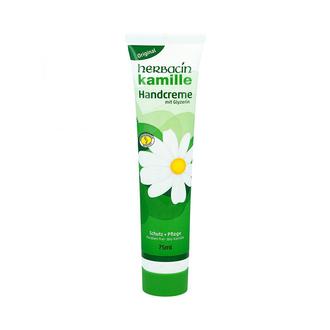 Original
herbacin
kamille
Handcreme
mit Glyzerin
Schutz + Pflege
75ml